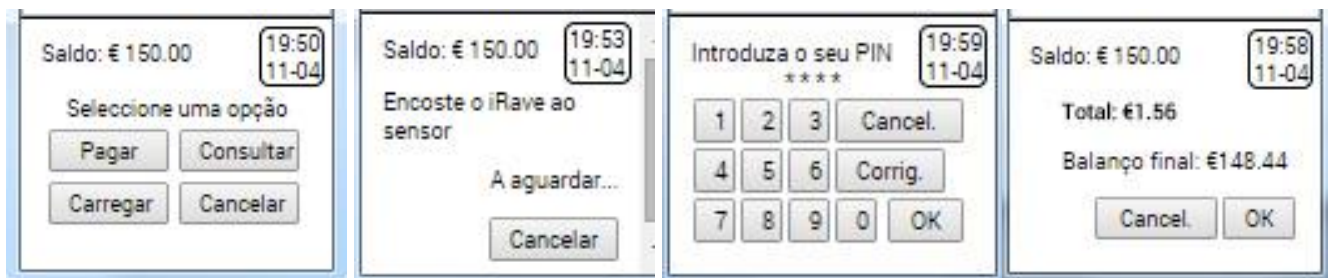 Saldo: € 150.00
19:50
11-04
Seleccione uma opção
Pagar Consultar
Carregar Cancelar
Saldo: € 150.00
19:53
11-04
Encoste o iRave ao
sensor
A aguardar...
Cancelar
Introduza o seu PIN
19:59
11-04
****
1 2 3 Cancel.
4 5 6 Corrig.
7 8 9 0 OK
Saldo: € 150.00
19:58
11-04
Total: €1.56
Balanço final: €148.44
Cancel. OK